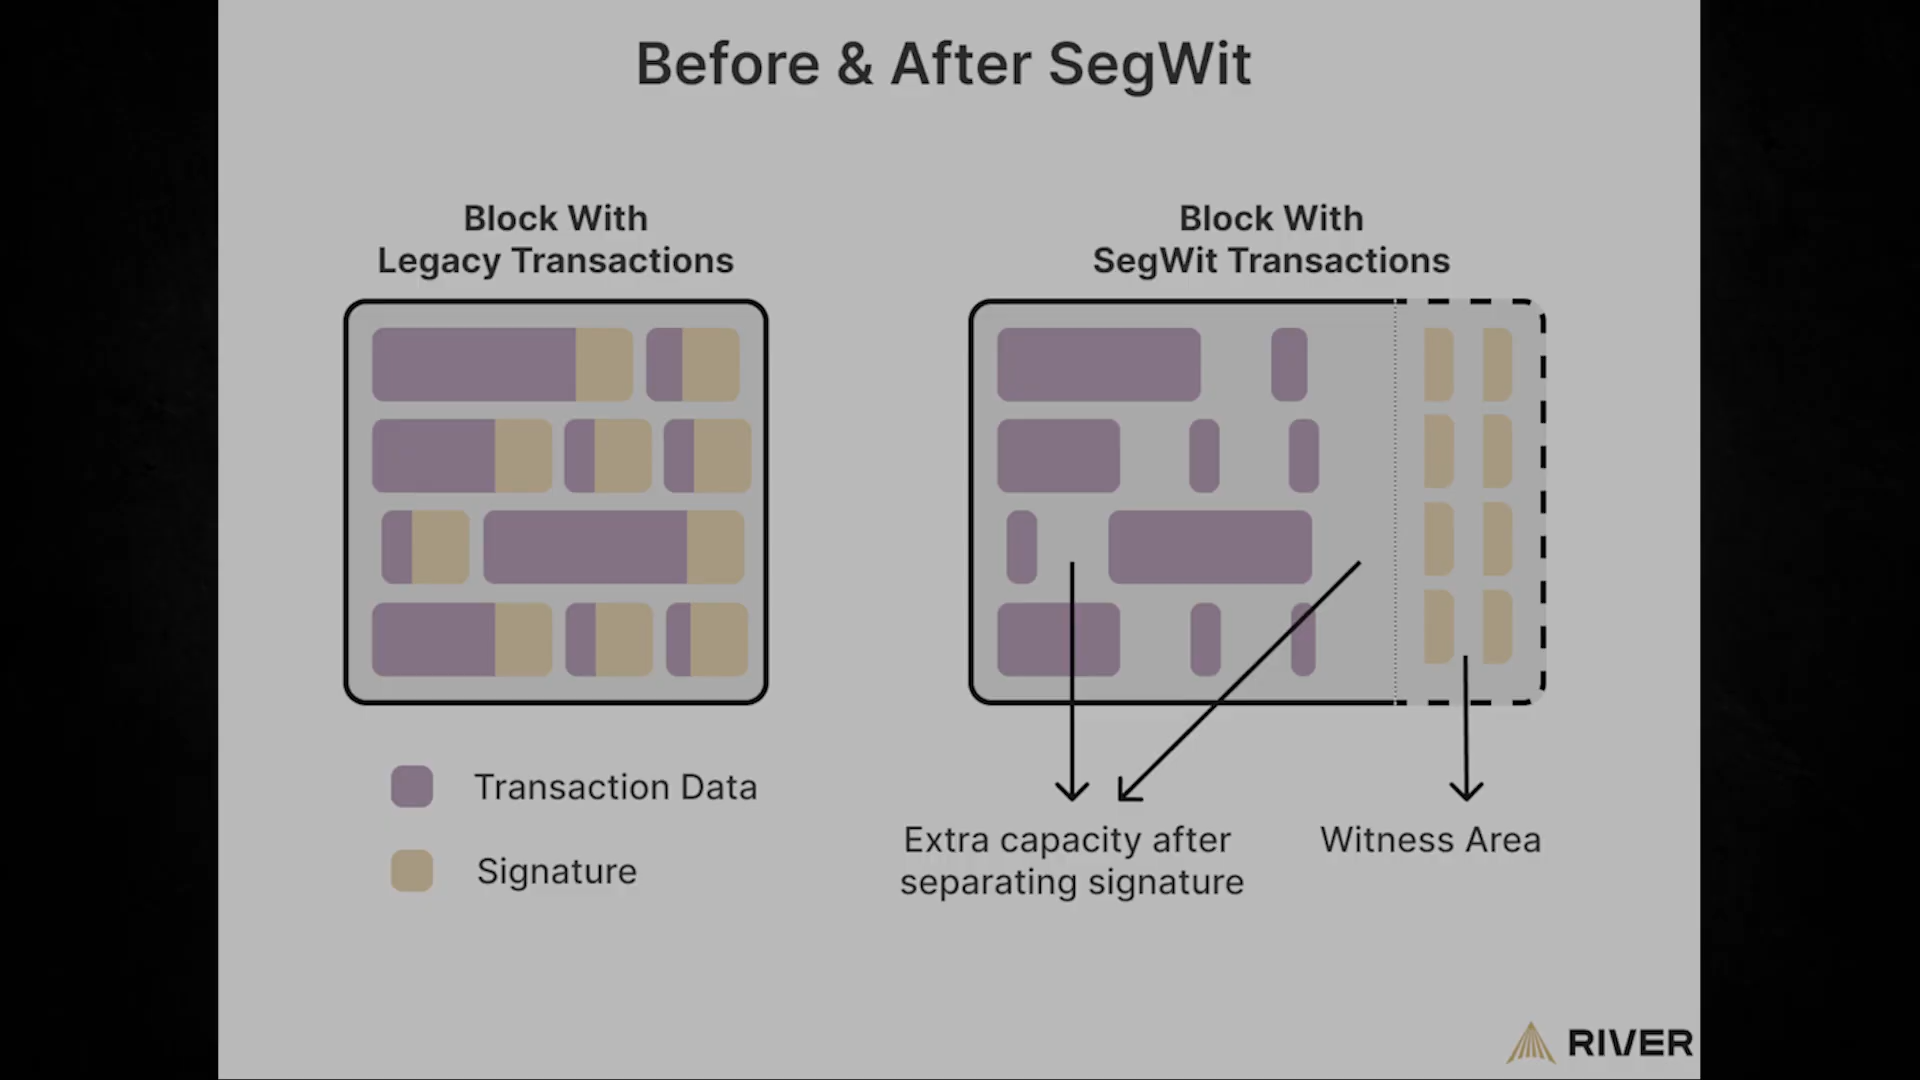 Before & After SegWit
Block With
Legacy Transactions
Block With
SegWit Transactions
Transaction Data
Signature
Extra capacity after
separating signature
Witness Area
RIVER